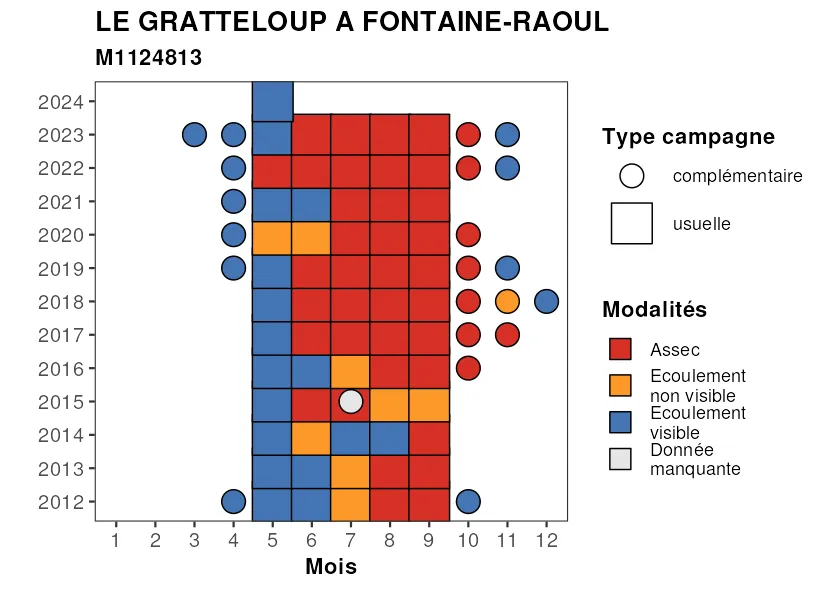 LE GRATTELOUP A FONTAINE-RAOUL
M1124813
2024
2023
2022
2021
2020
2019
2018
2017
2016
2015
2014
2013
2012
1 2 3 4 5 6 7 8 9 10 11 12
Mois
Type campagne
complémentaire
usuelle
Modalités
Assec
Ecoulement
non visible
Ecoulement
visible
Donnée
manquante